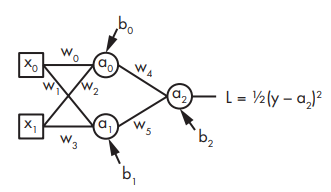 b₀
x₀ w₀ a₀ w₄
w₁ w₂ a₂ L = ½(y – a₂)²
x₁ w₃ a₁ w₅
b₂
b₁